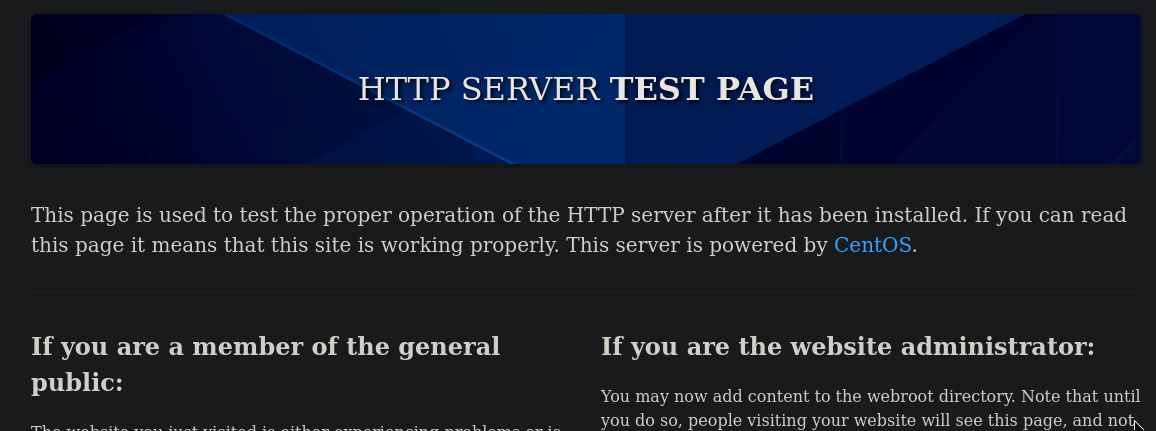 HTTP SERVER TEST PAGE
This page is used to test the proper operation of the HTTP server after it has been installed. If you can read
this page it means that this site is working properly. This server is powered by CentOS.
If you are a member of the general
public:
The website you just visited is either experiencing problems or is
If you are the website administrator:
You may now add content to the webroot directory. Note that until
you do so, people visiting your website will see this page, and not